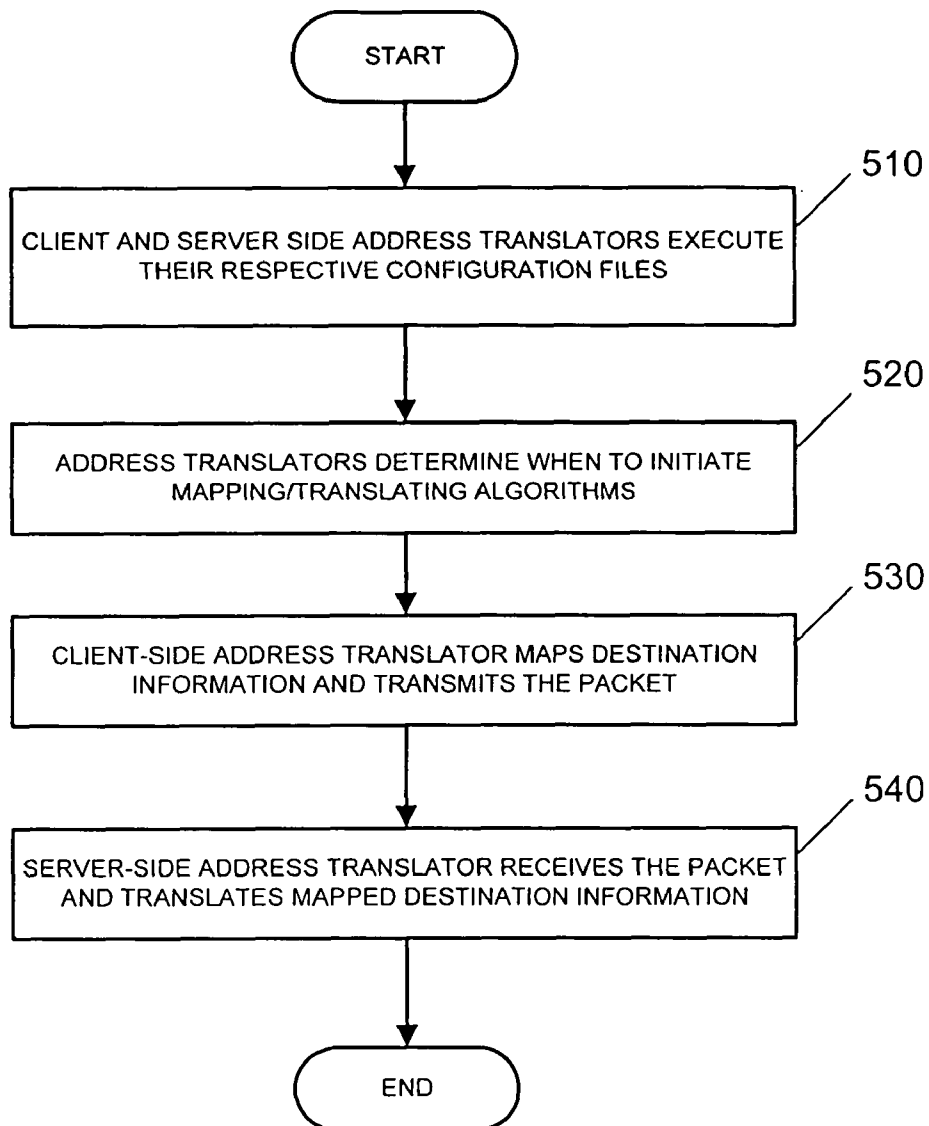 START
510
CLIENT AND SERVER SIDE ADDRESS TRANSLATORS EXECUTE
THEIR RESPECTIVE CONFIGURATION FILES
520
ADDRESS TRANSLATORS DETERMINE WHEN TO INITIATE
MAPPING/TRANSLATING ALGORITHMS
530
CLIENT-SIDE ADDRESS TRANSLATOR MAPS DESTINATION
INFORMATION AND TRANSMITS THE PACKET
540
SERVER-SIDE ADDRESS TRANSLATOR RECEIVES THE PACKET
AND TRANSLATES MAPPED DESTINATION INFORMATION
END